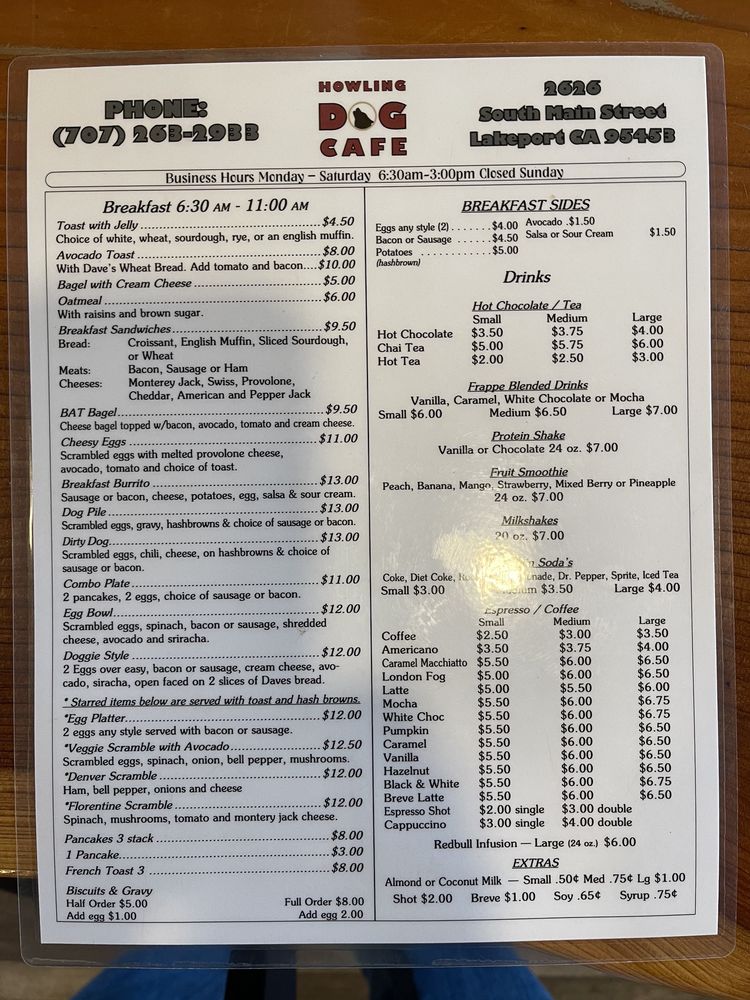 PHONE:
(707) 263-2933
HOWLING
DOG
CAFE
2626
South Main Street
Lakeport CA 95453
Business Hours Monday – Saturday 6:30am-3:00pm Closed Sunday
Breakfast 6:30 AM - 11:00 AM
Toast with Jelly ........ $4.50
Choice of white, wheat, sourdough, rye, or an english muffin.
Avocado Toast ........ $8.00
With Dave's Wheat Bread. Add tomato and bacon....$10.00
Bagel with Cream Cheese ........ $5.00
Oatmeal ........ $6.00
With raisins and brown sugar.
Breakfast Sandwiches ........ $9.50
Bread: Croissant, English Muffin, Sliced Sourdough,
or Wheat
Meats: Bacon, Sausage or Ham
Cheeses: Monterey Jack, Swiss, Provolone,
Cheddar, American and Pepper Jack
BAT Bagel ........ $9.50
Cheese bagel topped w/bacon, avocado, tomato and cream cheese.
Cheesy Eggs ........ $11.00
Scrambled eggs with melted provolone cheese,
avocado, tomato and choice of toast.
Breakfast Burrito ........ $13.00
Sausage or bacon, cheese, potatoes, egg, salsa & sour cream.
Dog Pile ........ $13.00
Scrambled eggs, gravy, hashbrowns & choice of sausage or bacon.
Dirty Dog ........ $13.00
Scrambled eggs, chili, cheese, on hashbrowns & choice of
sausage or bacon.
Combo Plate ........ $11.00
2 pancakes, 2 eggs, choice of sausage or bacon.
Egg Bowl ........ $12.00
Scrambled eggs, spinach, bacon or sausage, shredded
cheese, avocado and sriracha.
Doggie Style ........ $12.00
2 Eggs over easy, bacon or sausage, cream cheese, avo-
cado, siracha, open faced on 2 slices of Daves bread.
* Starred items below are served with toast and hash browns.
*Egg Platter ........ $12.00
2 eggs any style served with bacon or sausage.
*Veggie Scramble with Avocado ........ $12.50
Scrambled eggs, spinach, onion, bell pepper, mushrooms.
*Denver Scramble ........ $12.00
Ham, bell pepper, onions and cheese
*Florentine Scramble ........ $12.00
Spinach, mushrooms, tomato and montery jack cheese.
Pancakes 3 stack ........ $8.00
1 Pancake ........ $3.00
French Toast 3 ........ $8.00
Biscuits & Gravy
Half Order $5.00 Full Order $8.00
Add egg $1.00 Add egg 2.00
BREAKFAST SIDES
Eggs any style (2) ....... $4.00 Avocado .$1.50
Bacon or Sausage ...... $4.50 Salsa or Sour Cream $1.50
Potatoes ............ $5.00
(hashbrown)
Drinks
Hot Chocolate / Tea
Small Medium Large
Hot Chocolate $3.50 $3.75 $4.00
Chai Tea $5.00 $5.75 $6.00
Hot Tea $2.00 $2.50 $3.00
Frappe Blended Drinks
Vanilla, Caramel, White Chocolate or Mocha
Small $6.00 Medium $6.50 Large $7.00
Protein Shake
Vanilla or Chocolate 24 oz. $7.00
Fruit Smoothie
Peach, Banana, Mango, Strawberry, Mixed Berry or Pineapple
24 oz. $7.00
Milkshakes
20 oz. $7.00
Soda's
Coke, Diet Coke, Dr. Pepper, Sprite, Iced Tea
Small $3.00 Medium $3.50 Large $4.00
Espresso / Coffee
Small Medium Large
Coffee $2.50 $3.00 $3.50
Americano $3.50 $3.75 $4.00
Caramel Macchiatto $5.50 $6.00 $6.50
London Fog $5.00 $6.00 $6.50
Latte $5.00 $5.50 $6.00
Mocha $5.50 $6.00 $6.75
White Choc $5.50 $6.00 $6.75
Pumpkin $5.50 $6.00 $6.50
Caramel $5.50 $6.00 $6.50
Vanilla $5.50 $6.00 $6.50
Hazelnut $5.50 $6.00 $6.50
Black & White $5.50 $6.00 $6.75
Breve Latte $5.50 $6.00 $6.50
Espresso Shot $2.00 single $3.00 double
Cappuccino $3.00 single $4.00 double
Redbull Infusion — Large (24 oz.) $6.00
EXTRAS
Almond or Coconut Milk — Small .50¢ Med .75¢ Lg $1.00
Shot $2.00 Breve $1.00 Soy .65¢ Syrup .75¢